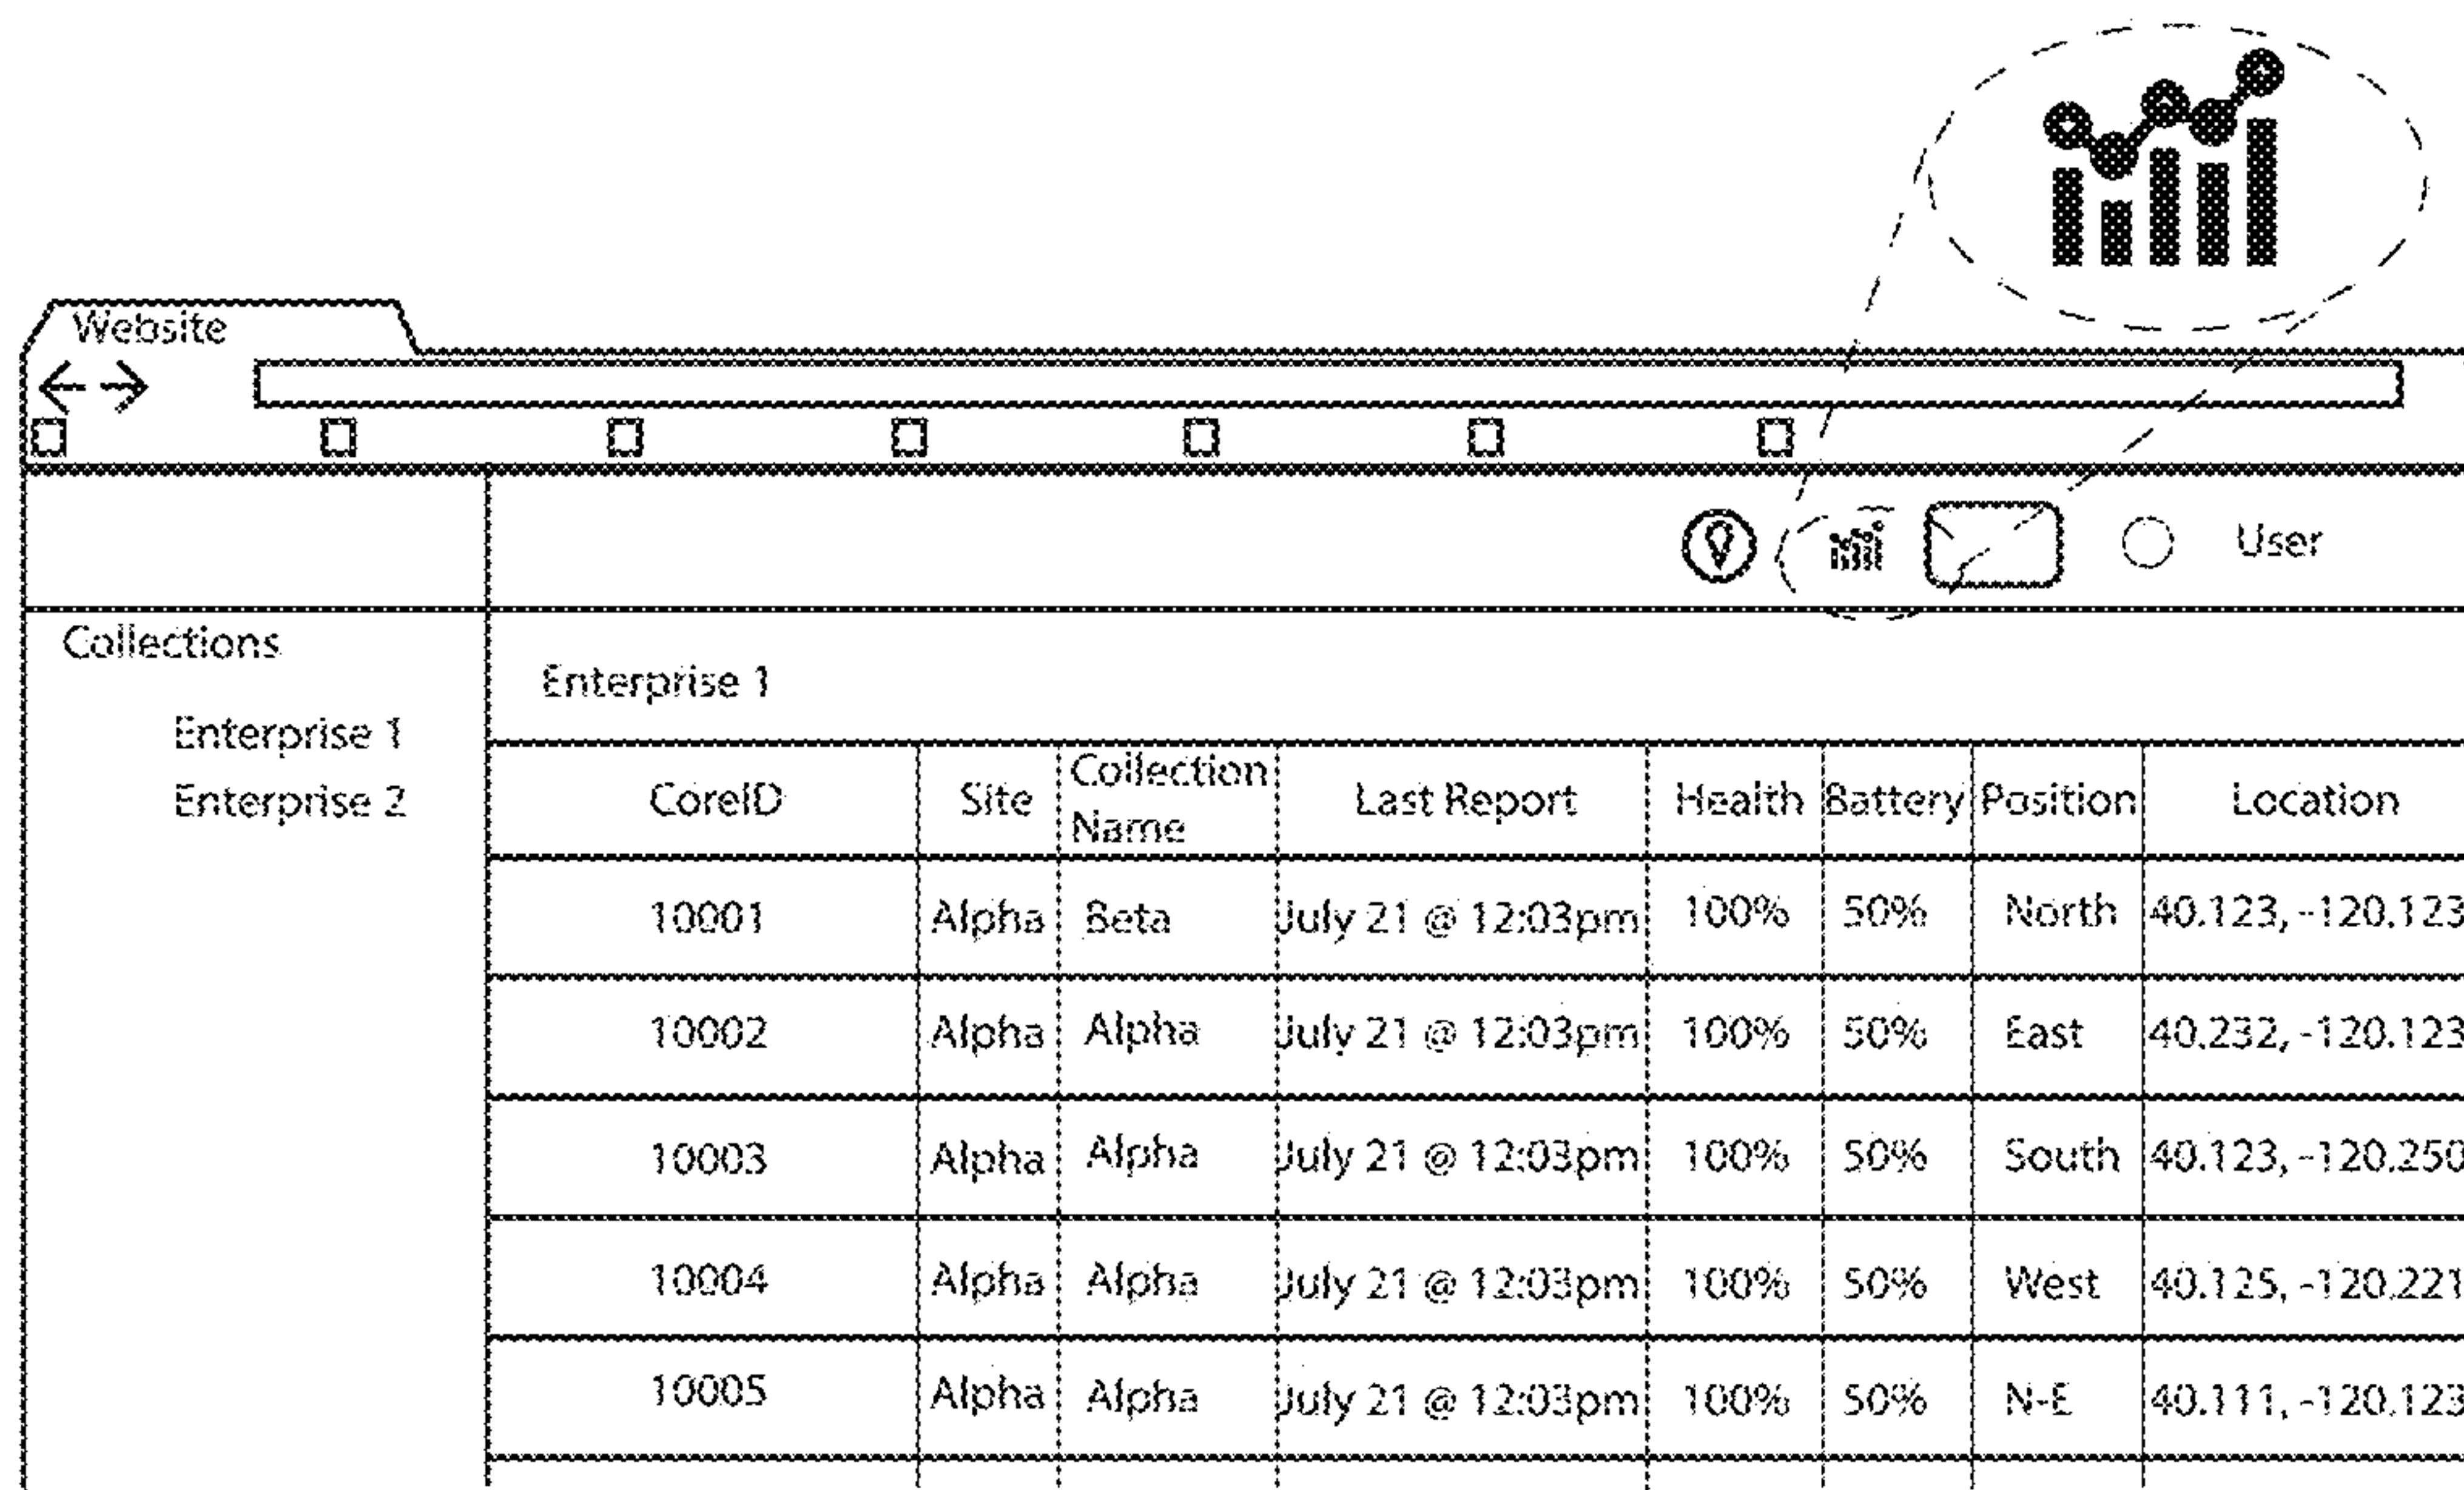 Website
User
Collections
Enterprise 1
Enterprise 2
Enterprise 1
CoreID Site Collection Name Last Report Health Battery Position Location
10001 Alpha Beta July 21 @ 12:03pm 100% 50% North 40.123, -120.123
10002 Alpha Alpha July 21 @ 12:03pm 100% 50% East 40.232, -120.123
10003 Alpha Alpha July 21 @ 12:03pm 100% 50% South 40.123, -120.250
10004 Alpha Alpha July 21 @ 12:03pm 100% 50% West 40.125, -120.221
10005 Alpha Alpha July 21 @ 12:03pm 100% 50% N-E 40.111, -120.123